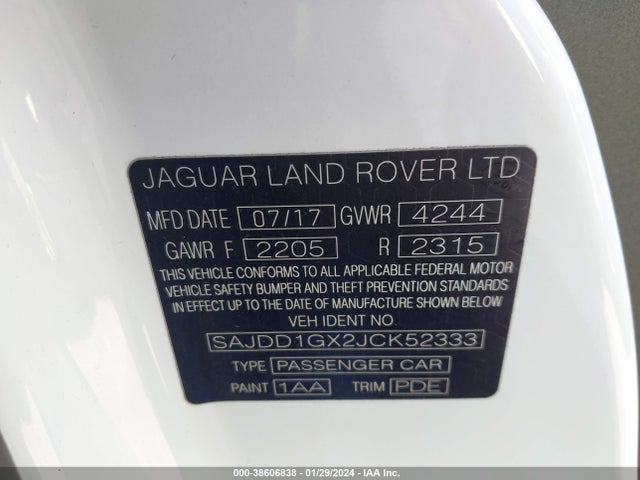 JAGUAR LAND ROVER LTD
MFD DATE 07/17 GVWR 4244
GAWR F 2205 R 2315
THIS VEHICLE CONFORMS TO ALL APPLICABLE FEDERAL MOTOR
VEHICLE SAFETY BUMPER AND THEFT PREVENTION STANDARDS
IN EFFECT UP TO THE DATE OF MANUFACTURE SHOWN BELOW
VEH IDENT NO.
SAJDD1GX2JCK52333
TYPE PASSENGER CAR
PAINT 1AA TRIM PDE
000-38606838 - 01/29/2024 - IAA Inc.